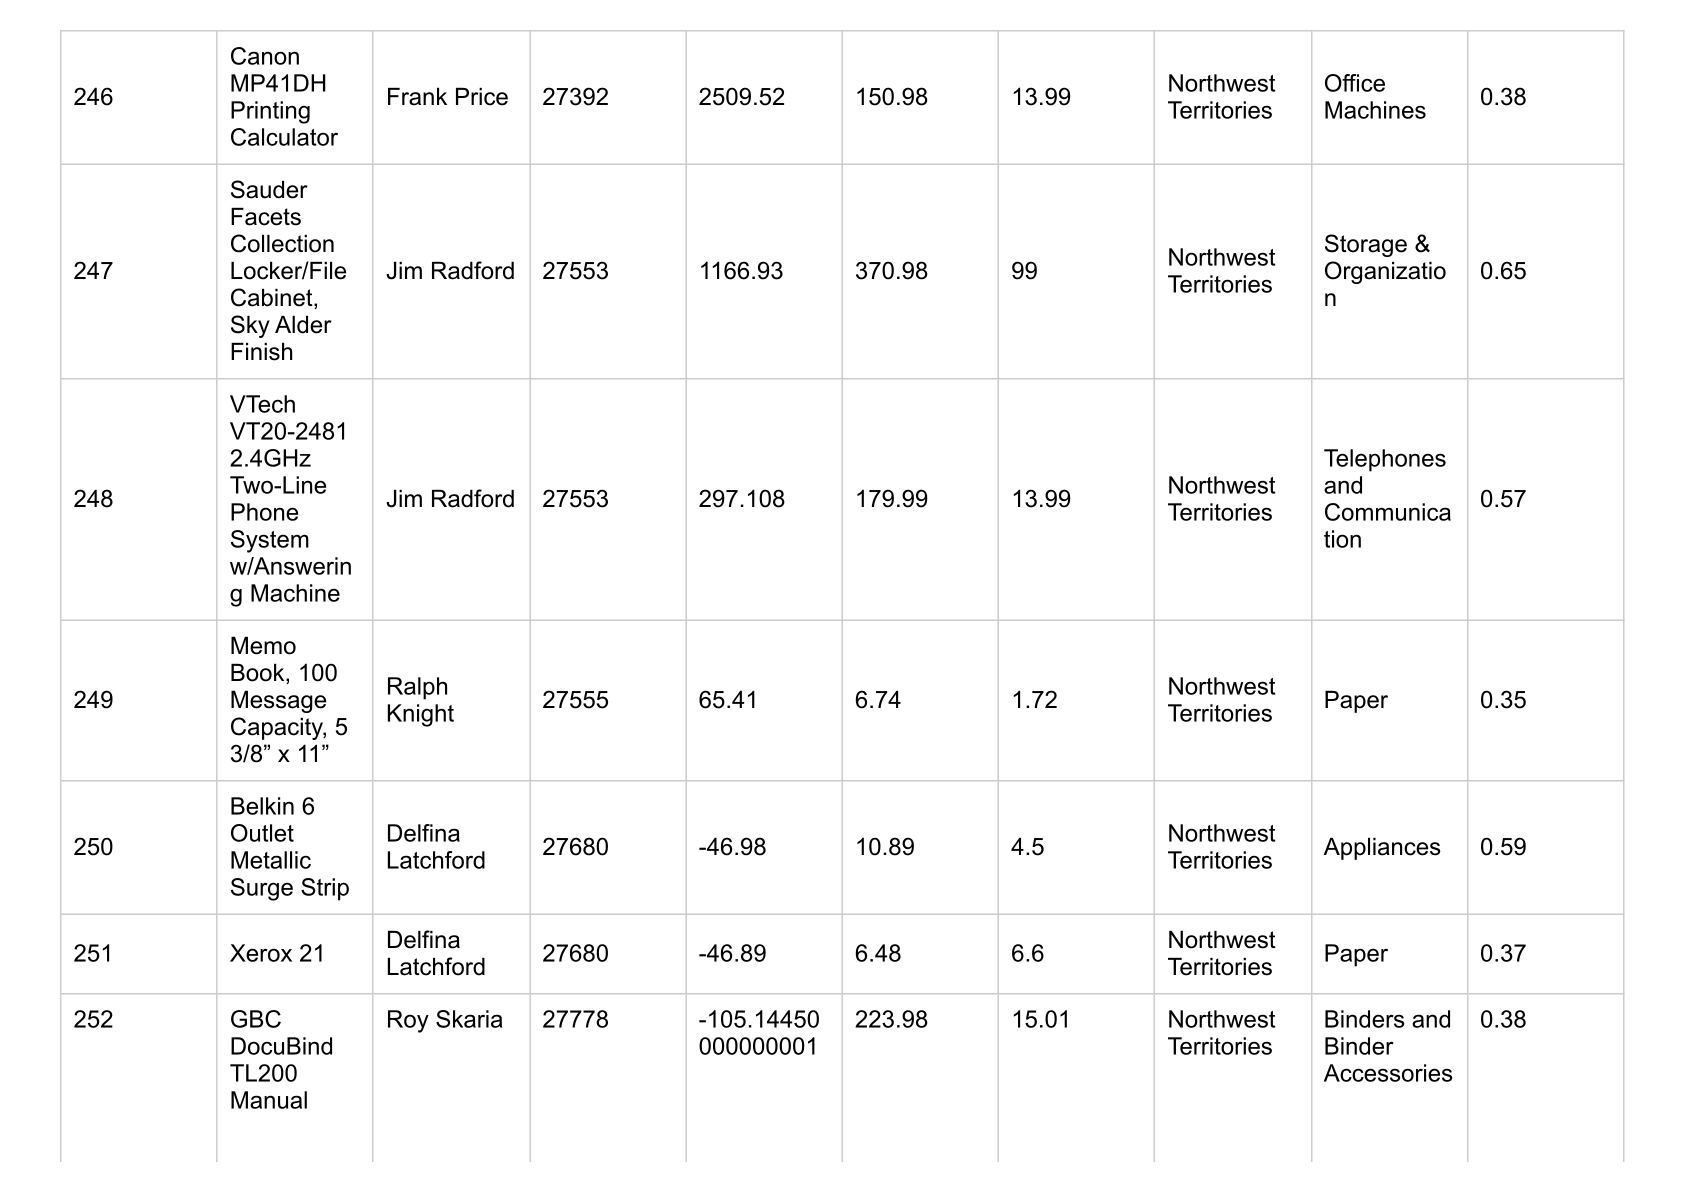 246
Canon
MP41DH
Printing
Calculator
Frank Price
27392
2509.52
150.98
13.99
Northwest
Territories
Office
Machines
0.38
247
Sauder
Facets
Collection
Locker/File
Cabinet,
Sky Alder
Finish
Jim Radford
27553
1166.93
370.98
99
Northwest
Territories
Storage &
Organizatio
n
0.65
248
VTech
VT20-2481
2.4GHz
Two-Line
Phone
System
w/Answerin
g Machine
Jim Radford
27553
297.108
179.99
13.99
Northwest
Territories
Telephones
and
Communica
tion
0.57
249
Memo
Book, 100
Message
Capacity, 5
3/8” x 11”
Ralph
Knight
27555
65.41
6.74
1.72
Northwest
Territories
Paper
0.35
250
Belkin 6
Outlet
Metallic
Surge Strip
Delfina
Latchford
27680
-46.98
10.89
4.5
Northwest
Territories
Appliances
0.59
251
Xerox 21
Delfina
Latchford
27680
-46.89
6.48
6.6
Northwest
Territories
Paper
0.37
252
GBC
DocuBind
TL200
Manual
Roy Skaria
27778
-105.14450
000000001
223.98
15.01
Northwest
Territories
Binders and
Binder
Accessories
0.38